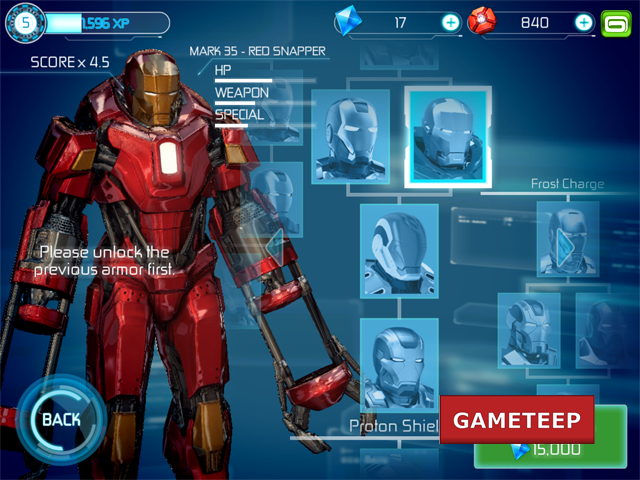 5
1,596 XP
17
840
SCORE x 4.5
MARK 35 - RED SNAPPER
HP
WEAPON
SPECIAL
Frost Charge
Please unlock the
previous armor first.
BACK
Proton Shiel
GAMETEEP
15,000